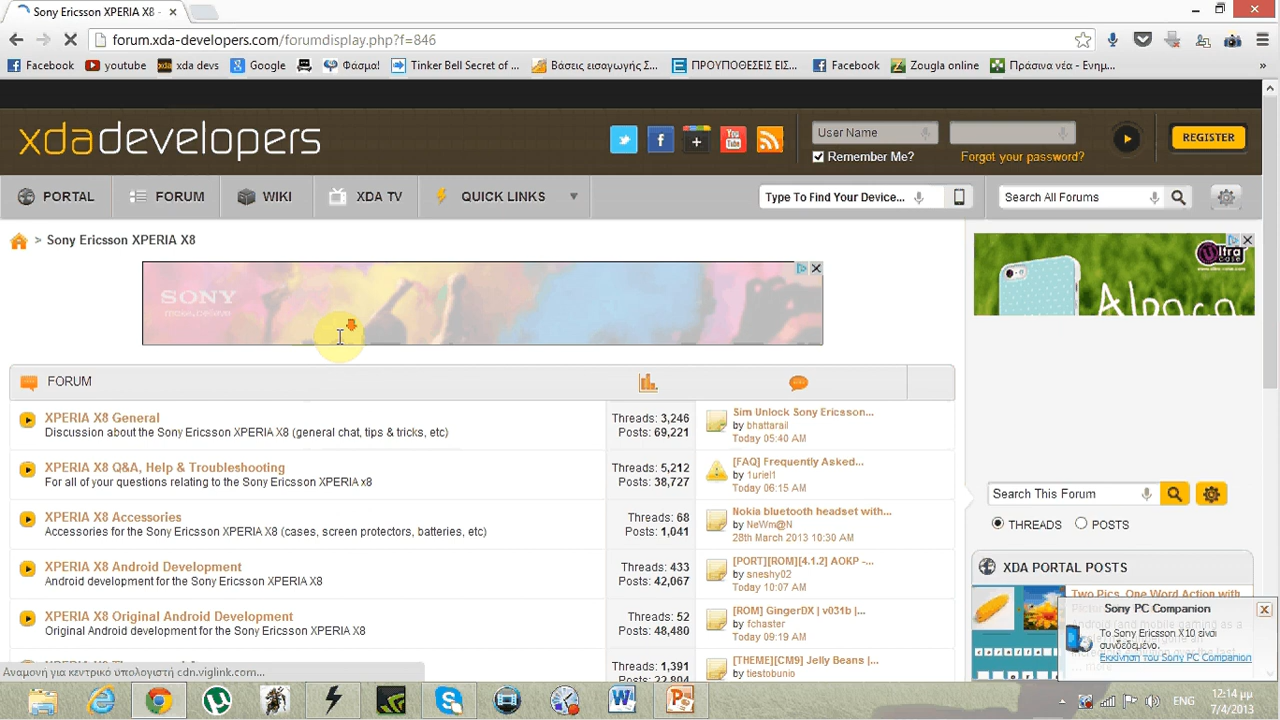 Sony Ericsson XPERIA X8 -
forum.xda-developers.com/forumdisplay.php?f=846
Facebook youtube xda devs Google Φάσμα! Tinker Bell Secret of ... Βάσεις εισαγωγής Σ... ΠΡΟΥΠΟΘΕΣΕΙΣ ΕΙΣ... Facebook Zougla online Πράσινα νέα - Ενημ... »
xdadevelopers
User Name
REGISTER
Remember Me? Forgot your password?
PORTAL FORUM WIKI XDA TV QUICK LINKS Type To Find Your Device... Search All Forums
> Sony Ericsson XPERIA X8
SONY
make.believe
Ultra
case
Alpaca
FORUM
XPERIA X8 General
Discussion about the Sony Ericsson XPERIA X8 (general chat, tips & tricks, etc)
Threads: 3,246
Posts: 69,221
Sim Unlock Sony Ericsson...
by bhattarail
Today 05:40 AM
XPERIA X8 Q&A, Help & Troubleshooting
For all of your questions relating to the Sony Ericsson XPERIA x8
Threads: 5,212
Posts: 38,727
[FAQ] Frequently Asked...
by 1uriel1
Today 06:15 AM
XPERIA X8 Accessories
Accessories for the Sony Ericsson XPERIA X8 (cases, screen protectors, batteries, etc)
Threads: 68
Posts: 1,041
Nokia bluetooth headset with...
by NeWm@N
28th March 2013 10:30 AM
XPERIA X8 Android Development
Android development for the Sony Ericsson XPERIA X8
Threads: 433
Posts: 42,067
[PORT][ROM][4.1.2] AOKP -...
by sneshy02
Today 10:07 AM
XPERIA X8 Original Android Development
Original Android development for the Sony Ericsson XPERIA X8
Threads: 52
Posts: 48,480
[ROM] GingerDX | v031b |...
by fchaster
Today 09:19 AM
Threads: 1,391
[THEME][CM9] Jelly Beans |...
by tiestobunio
Search This Forum
THREADS POSTS
XDA PORTAL POSTS
Two Pics, One Word Action with
Sony PC Companion
Το Sony Ericsson X10 είναι
συνδεδεμένο.
Εκκίνηση του Sony PC Companion
Αναμονή για κεντρικό υπολογιστή cdn.viglink.com...
ENG
12:14 μμ
7/4/2013